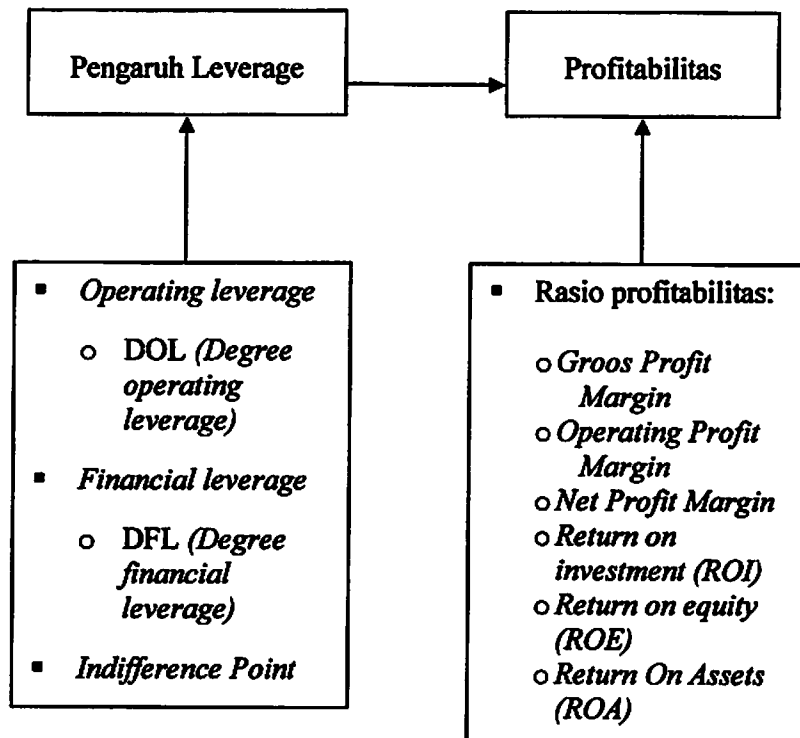 Pengaruh Leverage
Profitabilitas
▪ Operating leverage
o DOL (Degree
operating
leverage)
▪ Financial leverage
o DFL (Degree
financial
leverage)
▪ Indifference Point
▪ Rasio profitabilitas:
o Groos Profit
Margin
o Operating Profit
Margin
o Net Profit Margin
o Return on
investment (ROI)
o Return on equity
(ROE)
o Return On Assets
(ROA)